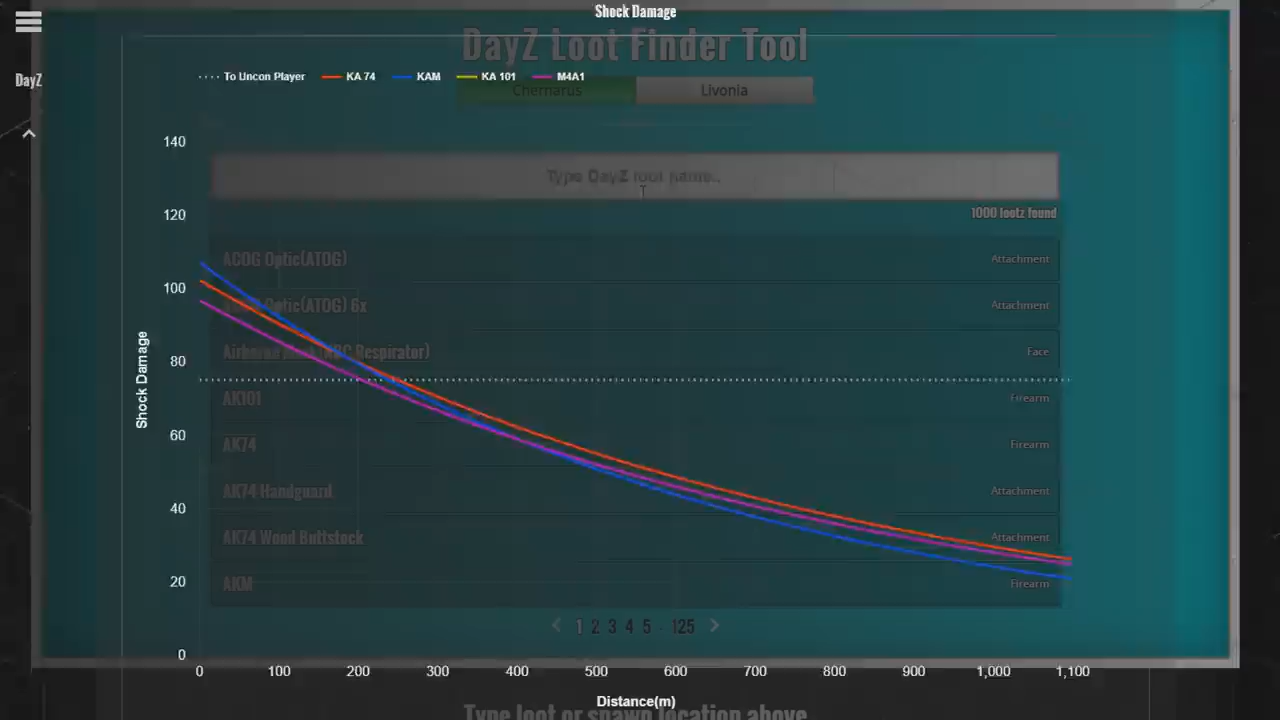 Shock Damage
DayZ Loot Finder Tool
DayZ
To Uncon Player KA 74 KAM KA 101 M4A1
Chernarus Livonia
140
120
100
80
60
40
20
0
Shock Damage
Type DayZ loot name..
1000 lootz found
ACOG Optic(ATOG) Attachment
Optic(ATOG) 6x Attachment
Airborne Mask(NBC Respirator) Face
AK101 Firearm
AK74 Firearm
AK74 Handguard Attachment
AK74 Wood Buttstock Attachment
AKM Firearm
< 1 2 3 4 5 - 125 >
0 100 200 300 400 500 600 700 800 900 1,000 1,100
Distance(m)
Type loot or spawn location above